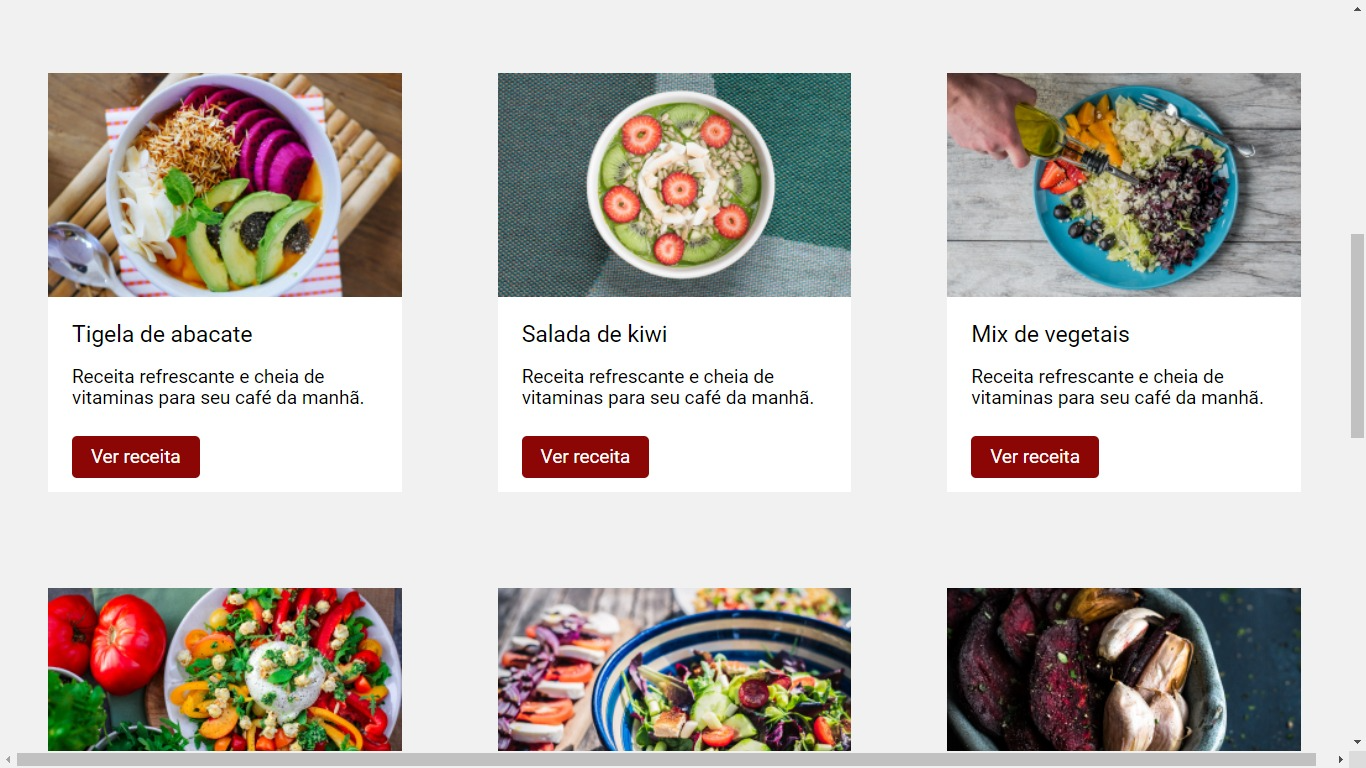 Tigela de abacate
Receita refrescante e cheia de
vitaminas para seu café da manhã.
Ver receita
Salada de kiwi
Receita refrescante e cheia de
vitaminas para seu café da manhã.
Ver receita
Mix de vegetais
Receita refrescante e cheia de
vitaminas para seu café da manhã.
Ver receita